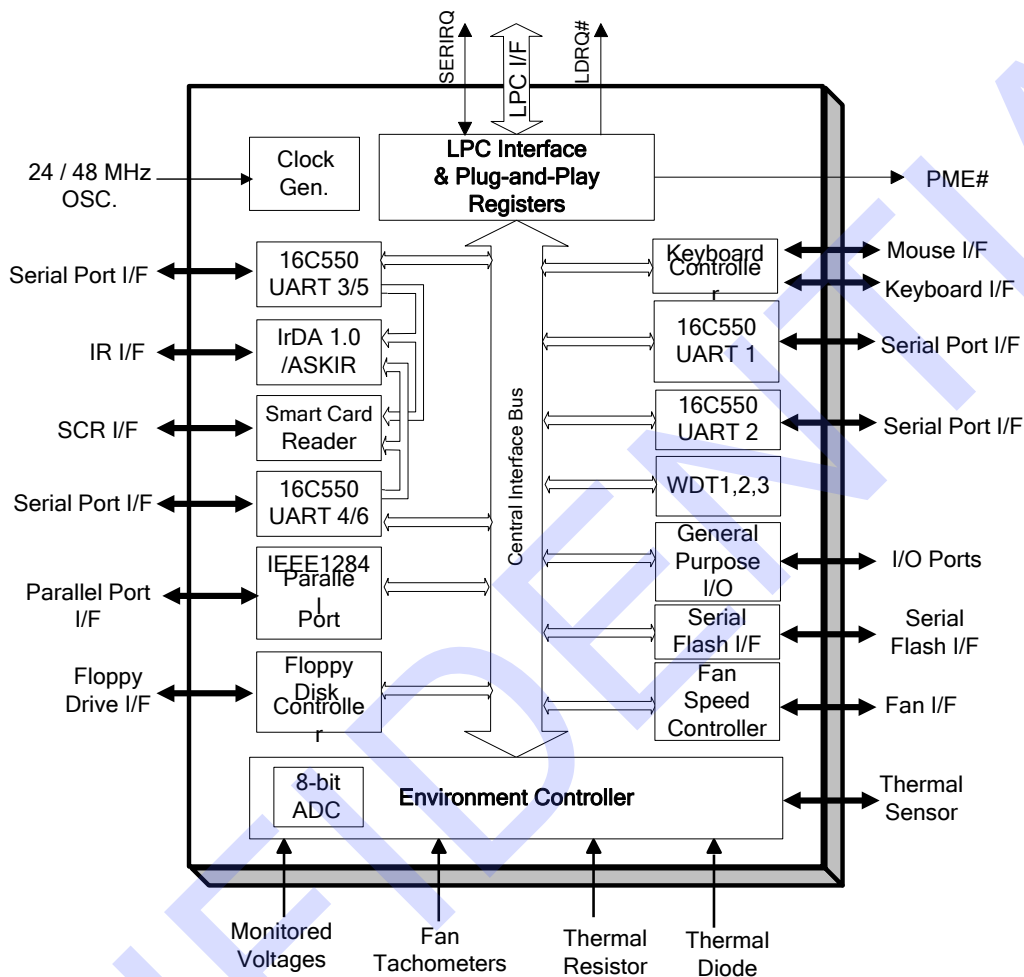 SERIRQ
LPC I/F
LDRQ#
LPC Interface
& Plug-and-Play
Registers
Clock
Gen.
24 / 48 MHz
OSC.
PME#
Serial Port I/F
16C550
UART 3/5
IR I/F
IrDA 1.0
/ASKIR
SCR I/F
Smart Card
Reader
Serial Port I/F
16C550
UART 4/6
Parallel Port
I/F
IEEE1284
Paralle
l
Port
Floppy
Drive I/F
Floppy
Disk
Controlle
r
Central Interface Bus
Keyboard
Controlle
r
Mouse I/F
Keyboard I/F
16C550
UART 1
Serial Port I/F
16C550
UART 2
Serial Port I/F
WDT1,2,3
General
Purpose
I/O
I/O Ports
Serial
Flash I/F
Serial
Flash I/F
Fan
Speed
Controller
Fan I/F
8-bit
ADC
Environment Controller
Thermal
Sensor
Monitored
Voltages
Fan
Tachometers
Thermal
Resistor
Thermal
Diode